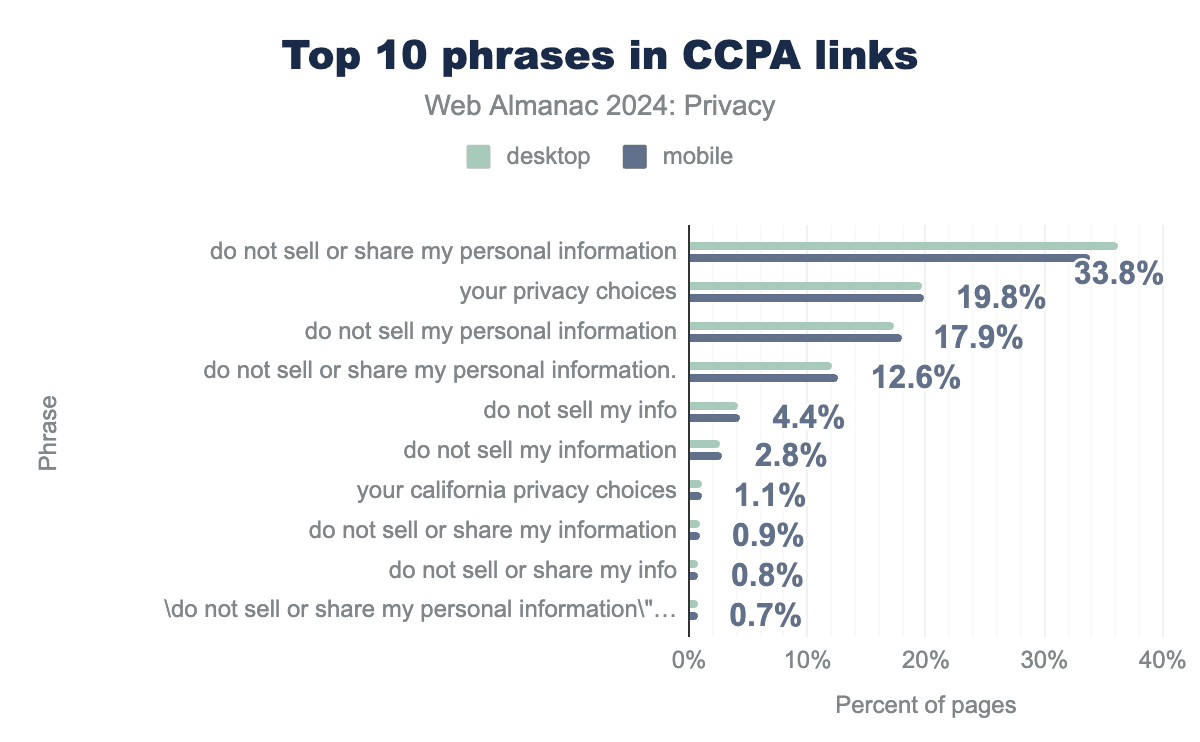 Top 10 phrases in CCPA links
Web Almanac 2024: Privacy
desktop
mobile
Phrase
do not sell or share my personal information
33.8%
your privacy choices
19.8%
do not sell my personal information
17.9%
do not sell or share my personal information.
12.6%
do not sell my info
4.4%
do not sell my information
2.8%
your california privacy choices
1.1%
do not sell or share my information
0.9%
do not sell or share my info
0.8%
\do not sell or share my personal information\"…
0.7%
0%
10%
20%
30%
40%
Percent of pages